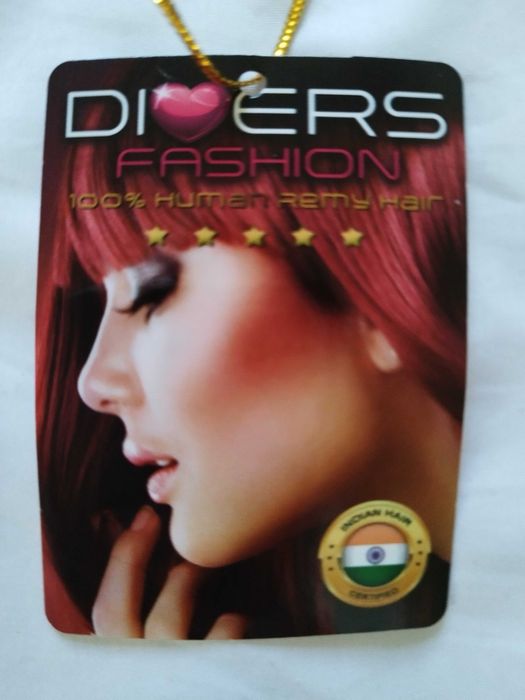 DIVERS
FASHION
100% Human Remy Hair
INDIAN HAIR
CERTIFIED